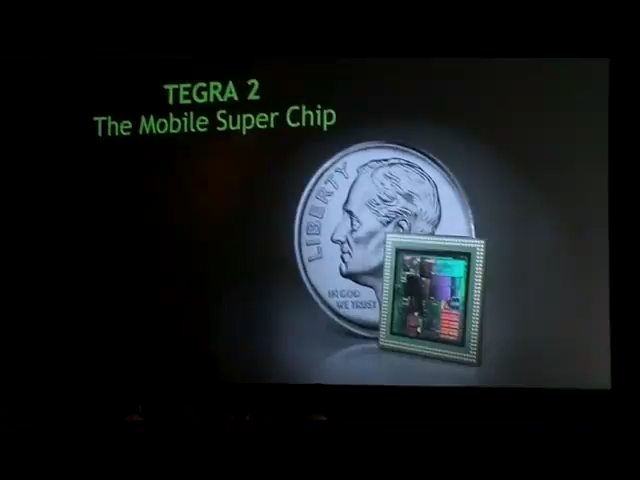 TEGRA 2
The Mobile Super Chip
LIBERTY
IN GOD
WE TRUST